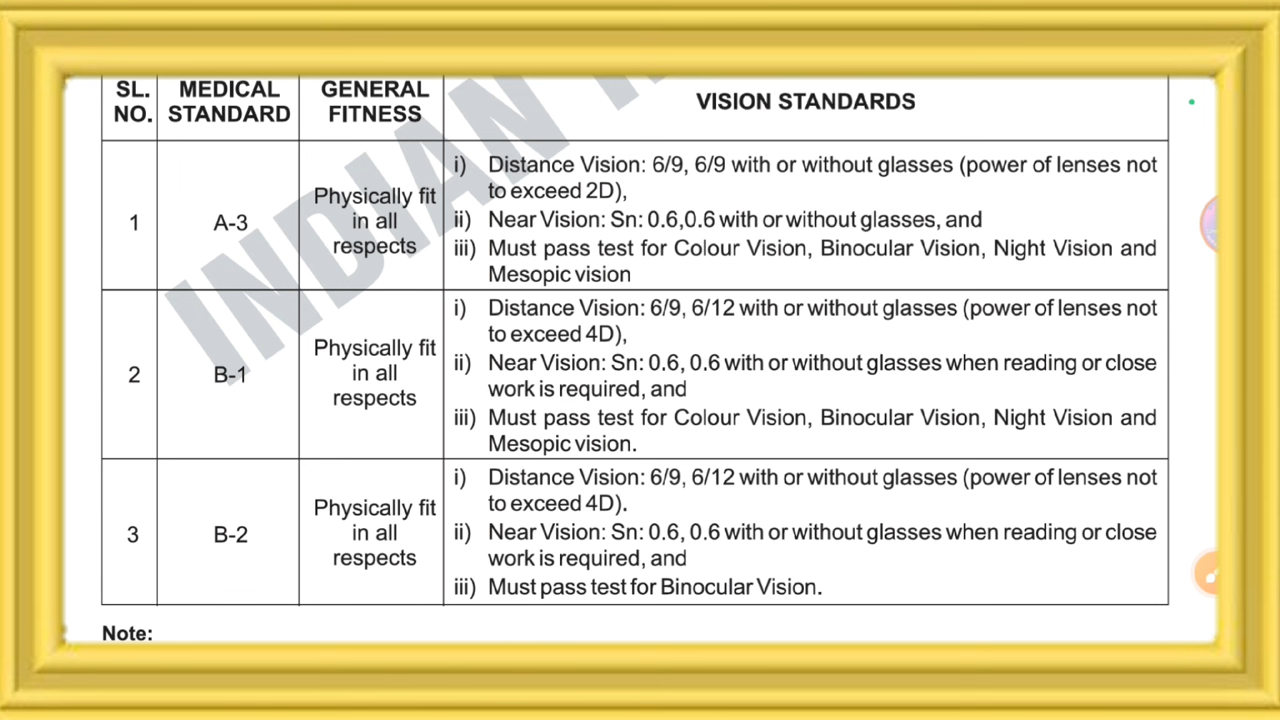 SL. NO. MEDICAL STANDARD GENERAL FITNESS VISION STANDARDS
1 A-3 Physically fit in all respects
i) Distance Vision: 6/9, 6/9 with or without glasses (power of lenses not
to exceed 2D),
ii) Near Vision: Sn: 0.6,0.6 with or without glasses, and
iii) Must pass test for Colour Vision, Binocular Vision, Night Vision and
Mesopic vision
2 B-1 Physically fit in all respects
i) Distance Vision: 6/9, 6/12 with or without glasses (power of lenses not
to exceed 4D),
ii) Near Vision: Sn: 0.6, 0.6 with or without glasses when reading or close
work is required, and
iii) Must pass test for Colour Vision, Binocular Vision, Night Vision and
Mesopic vision.
3 B-2 Physically fit in all respects
i) Distance Vision: 6/9, 6/12 with or without glasses (power of lenses not
to exceed 4D).
ii) Near Vision: Sn: 0.6, 0.6 with or without glasses when reading or close
work is required, and
iii) Must pass test for Binocular Vision.
Note:
INDIAN